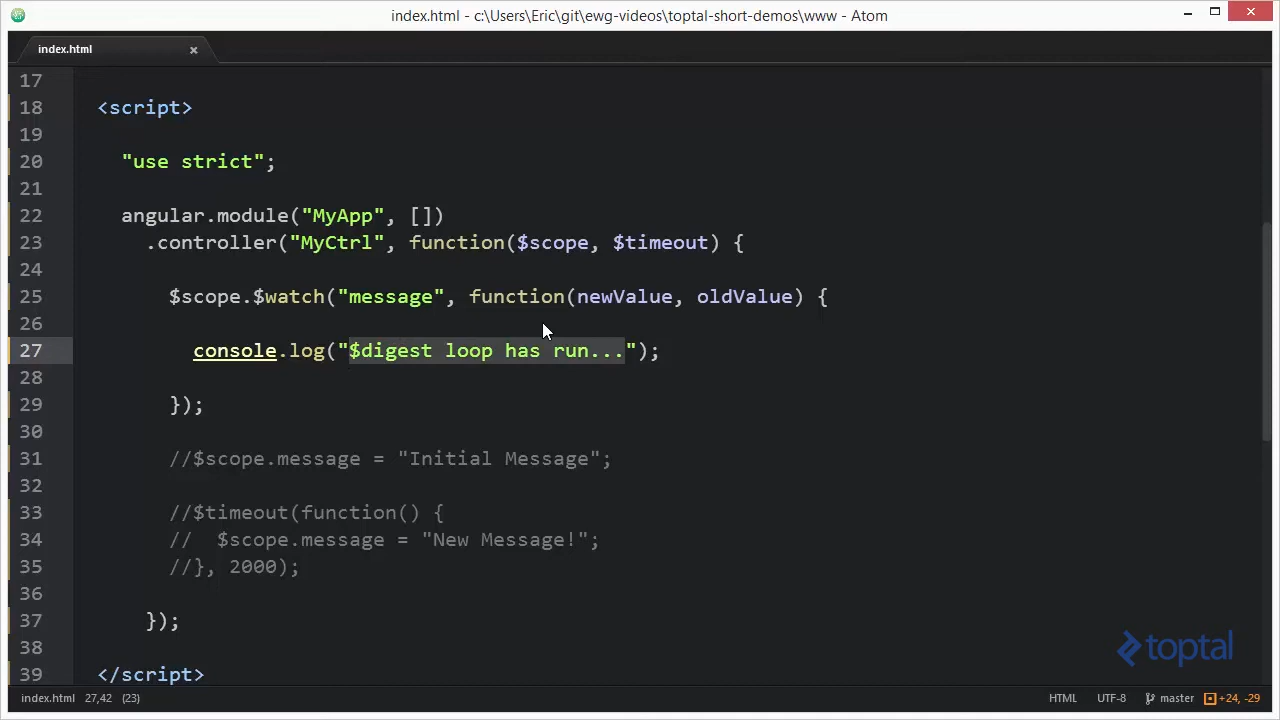 index.html - c:\Users\Eric\git\ewg-videos\toptal-short-demos\www - Atom
index.html
17
18 <script>
19
20 "use strict";
21
22 angular.module("MyApp", [])
23 .controller("MyCtrl", function($scope, $timeout) {
24
25 $scope.$watch("message", function(newValue, oldValue) {
26
27 console.log("$digest loop has run...");
28
29 });
30
31 //$scope.message = "Initial Message";
32
33 //$timeout(function() {
34 //  $scope.message = "New Message!";
35 //}, 2000);
36
37 });
38
39 </script>
toptal
index.html 27,42 (23) HTML UTF-8 master +24, -29